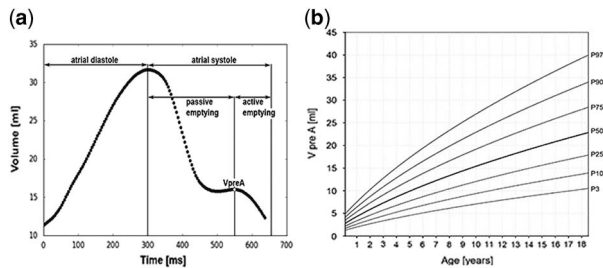 (a)
35
30
25
20
15
10
Volume [ml]
atrial diastole
atrial systole
passive
emptying
active
emptying
VpreA
0 100 200 300 400 500 600 700
Time [ms]
(b)
45
40
35
30
25
20
15
10
5
0
V pre A [ml]
P97
P90
P75
P50
P25
P10
P3
1 2 3 4 5 6 7 8 9 10 11 12 13 14 15 16 17 18
Age [years]